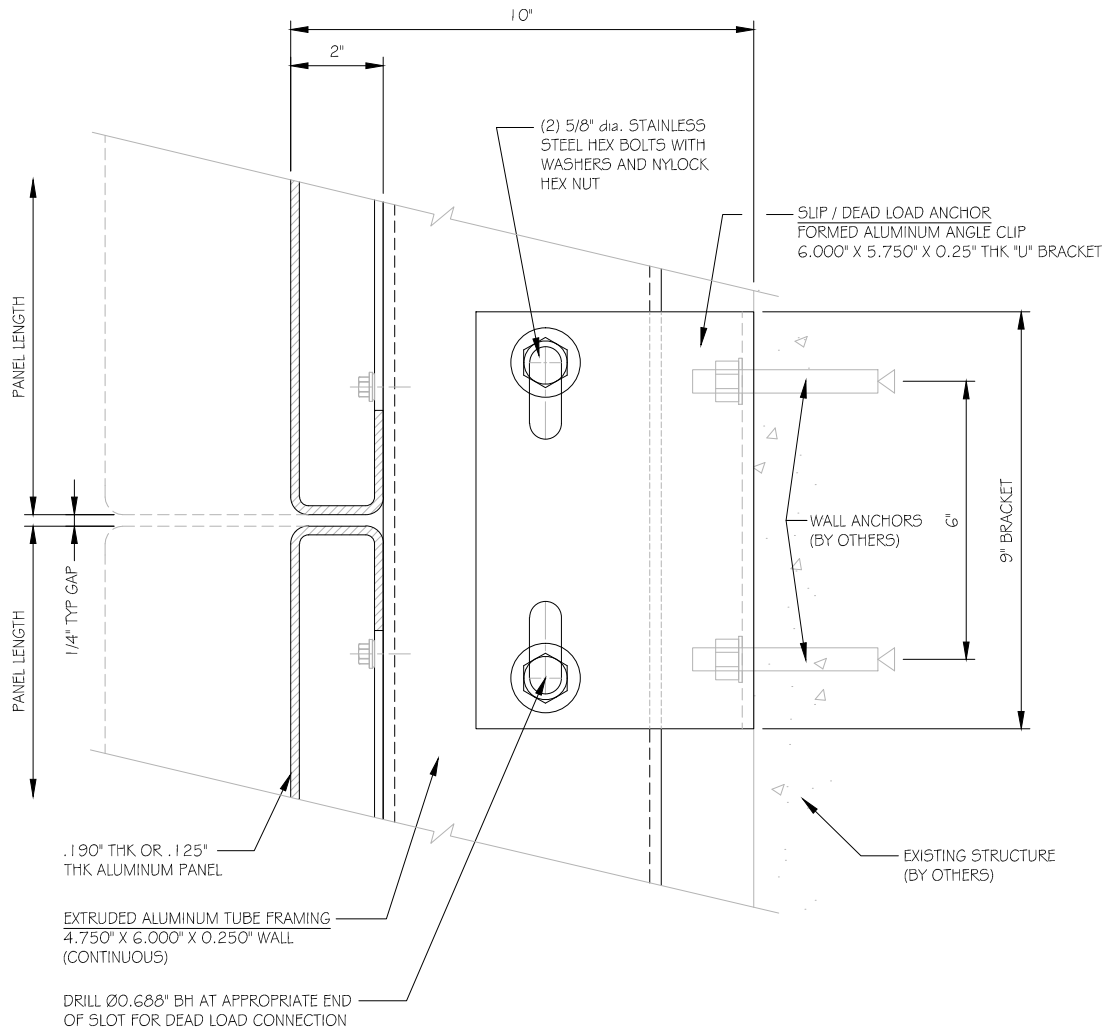 10"
2"
(2) 5/8" dia. STAINLESS
STEEL HEX BOLTS WITH
WASHERS AND NYLOCK
HEX NUT
SLIP / DEAD LOAD ANCHOR
FORMED ALUMINUM ANGLE CLIP
6.000" X 5.750" X 0.25" THK "U" BRACKET
PANEL LENGTH
1/4" TYP GAP
PANEL LENGTH
WALL ANCHORS
(BY OTHERS)
6"
9" BRACKET
.190" THK OR .125"
THK ALUMINUM PANEL
EXISTING STRUCTURE
(BY OTHERS)
EXTRUDED ALUMINUM TUBE FRAMING
4.750" X 6.000" X 0.250" WALL
(CONTINUOUS)
DRILL Ø0.688" BH AT APPROPRIATE END
OF SLOT FOR DEAD LOAD CONNECTION